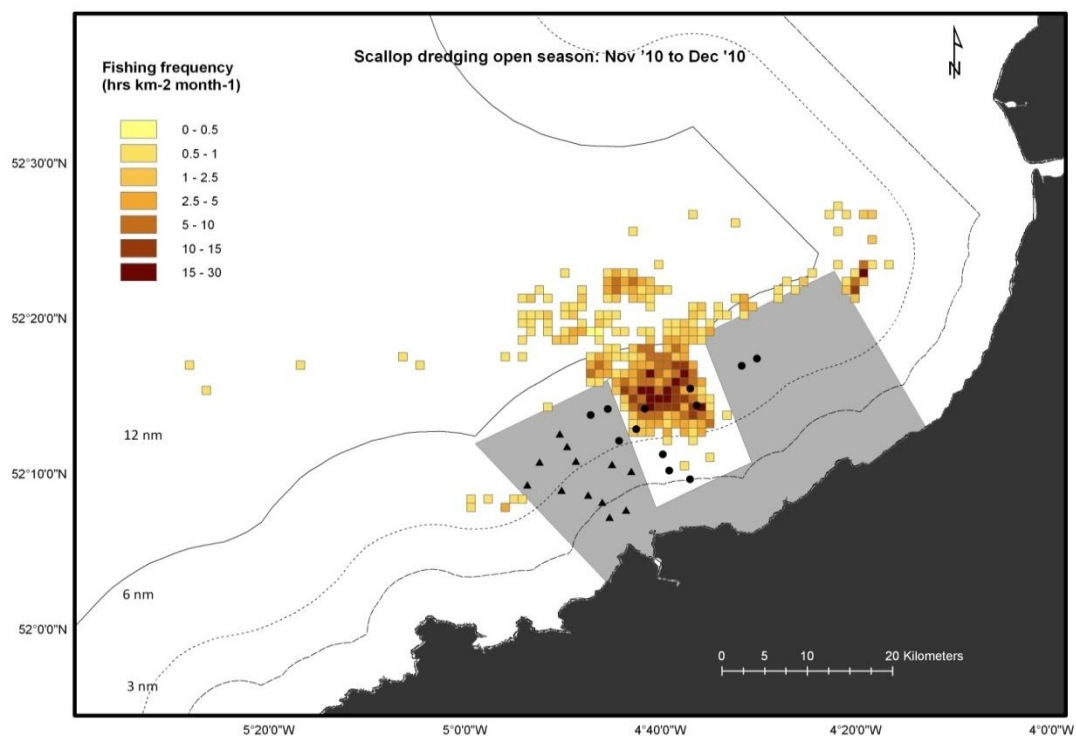 Scallop dredging open season: Nov '10 to Dec '10
N
Fishing frequency
(hrs km-2 month-1)
0 - 0.5
0.5 - 1
1 - 2.5
2.5 - 5
5 - 10
10 - 15
15 - 30
52°30'0"N
52°20'0"N
52°10'0"N
52°0'0"N
12 nm
6 nm
3 nm
0 5 10 20 Kilometers
5°20'0"W 5°0'0"W 4°40'0"W 4°20'0"W 4°0'0"W